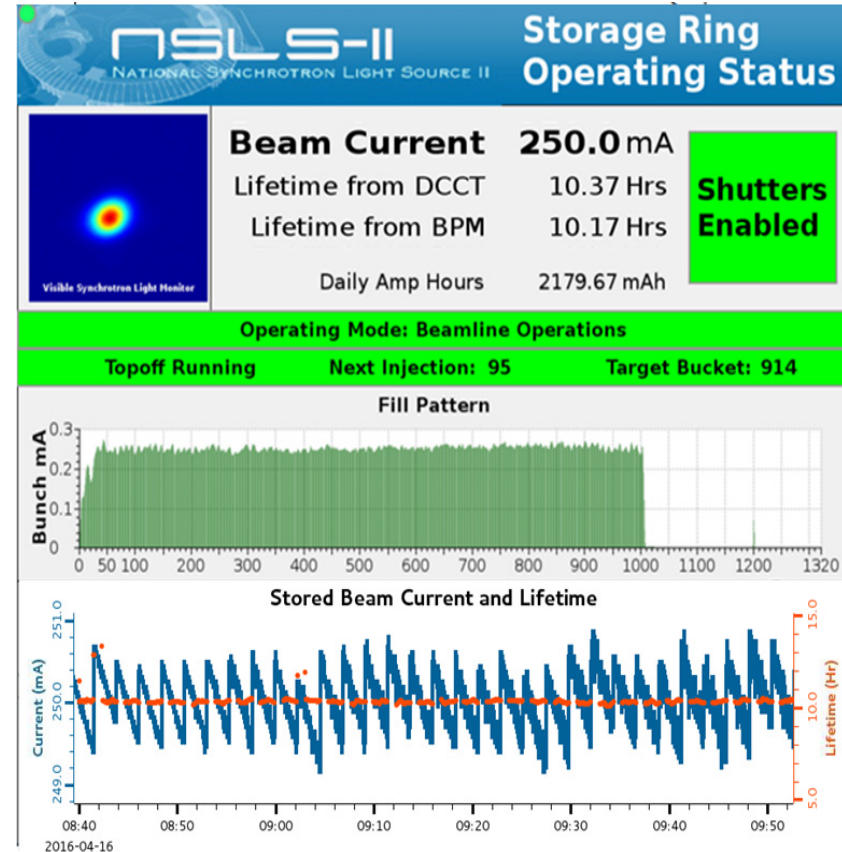 NSLS-II
NATIONAL SYNCHROTRON LIGHT SOURCE II
Storage Ring
Operating Status
Visible Synchrotron Light Monitor
Beam Current 250.0 mA
Lifetime from DCCT 10.37 Hrs
Lifetime from BPM 10.17 Hrs
Daily Amp Hours 2179.67 mAh
Shutters
Enabled
Operating Mode: Beamline Operations
Topoff Running Next Injection: 95 Target Bucket: 914
Fill Pattern
Bunch mA
0.3
0.2
0.1
0
0 50 100 200 300 400 500 600 700 800 900 1000 1100 1200 1320
Stored Beam Current and Lifetime
Current (mA)
251.0
250.0
249.0
15.0
10.0
5.0
Lifetime (Hr)
08:40 08:50 09:00 09:10 09:20 09:30 09:40 09:50
2016-04-16